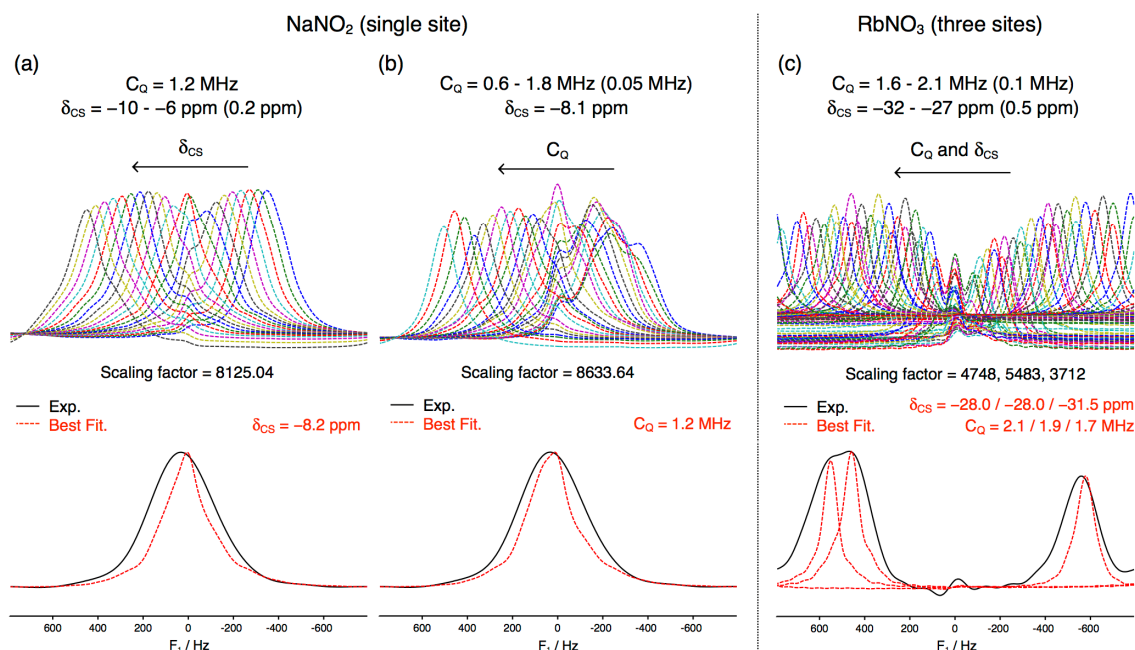 NaNO₂ (single site)
RbNO₃ (three sites)
(a)
C_Q = 1.2 MHz
δ_CS = −10 - −6 ppm (0.2 ppm)
δ_CS
Scaling factor = 8125.04
Exp.
Best Fit.
δ_CS = −8.2 ppm
600 400 200 0 -200 -400 -600
F₁ / Hz
(b)
C_Q = 0.6 - 1.8 MHz (0.05 MHz)
δ_CS = −8.1 ppm
C_Q
Scaling factor = 8633.64
Exp.
Best Fit.
C_Q = 1.2 MHz
600 400 200 0 -200 -400 -600
F₁ / Hz
(c)
C_Q = 1.6 - 2.1 MHz (0.1 MHz)
δ_CS = −32 - −27 ppm (0.5 ppm)
C_Q and δ_CS
Scaling factor = 4748, 5483, 3712
Exp.
Best Fit.
δ_CS = −28.0 / −28.0 / −31.5 ppm
C_Q = 2.1 / 1.9 / 1.7 MHz
600 400 200 0 -200 -400 -600
F₁ / Hz